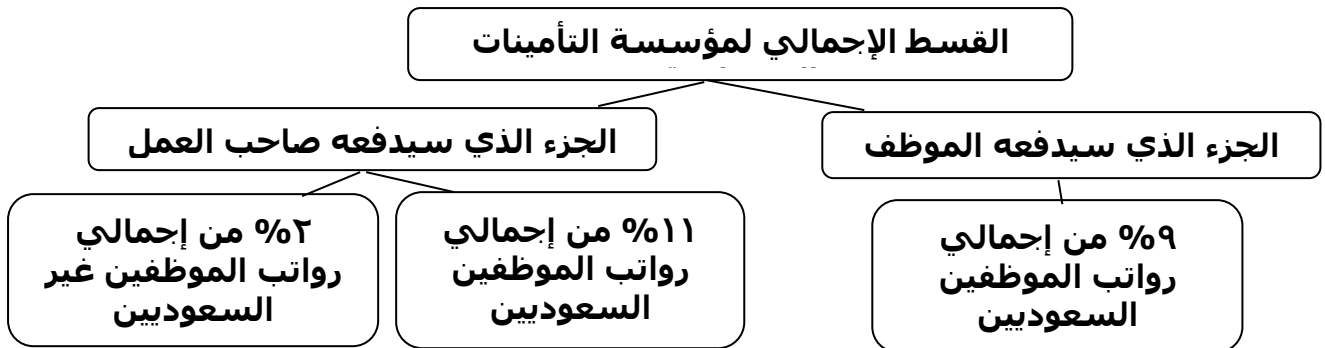 القسط الإجمالي لمؤسسة التأمينات
الجزء الذي سيدفعه الموظف
الجزء الذي سيدفعه صاحب العمل
٩% من إجمالي
رواتب الموظفين
السعوديين
١١% من إجمالي
رواتب الموظفين
السعوديين
٢% من إجمالي
رواتب الموظفين غير
السعوديين